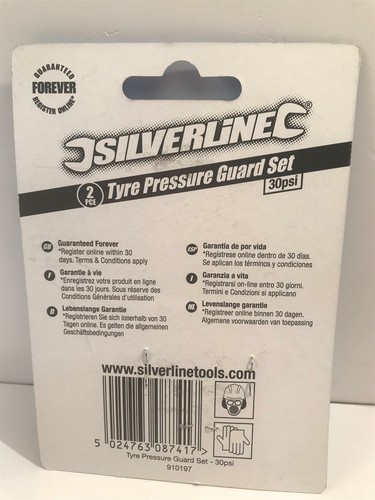 GUARANTEED
FOREVER
REGISTER ONLINE*
SILVERLINE®
2
PCE
Tyre Pressure Guard Set
30psi
GB
Guaranteed Forever
*Register online within 30
days. Terms & Conditions apply
F
Garantie à vie
*Enregistrez votre produit en ligne
dans les 30 jours. Sous réserve des
Conditions Générales d'utilisation
D
Lebenslange Garantie
*Registrieren Sie sich innerhalb von 30
Tagen online. Es gelten die allgemeinen
Geschäftsbedingungen
ESP
Garantía de por vida
*Regístrese online dentro de 30 días.
Se aplican los términos y condiciones
I
Garanzia a vita
*Registrarsi on-line entro 30 giorni.
Termini e Condizioni si applicano
NL
Levenslange garantie
*Registreer online binnen 30 dagen.
Algemene voorwaarden van toepassing
www.silverlinetools.com
5 024763 087417 >
Tyre Pressure Guard Set - 30psi
910197